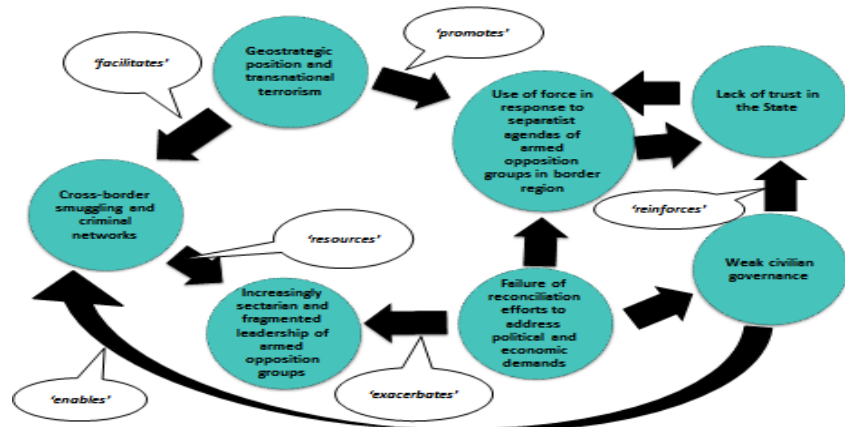 ‘promotes’
Geostrategic
position and
transnational
terrorism
‘facilitates’
Use of force in
response to
separatist
agendas of
armed
opposition
groups in border
region
Lack of trust in
the State
Cross-border
smuggling and
criminal
networks
‘reinforces’
‘resources’
Weak civilian
governance
Increasingly
sectarian and
fragmented
leadership of
armed
opposition
groups
Failure of
reconciliation
efforts to
address
political and
economic
demands
‘enables’
‘exacerbates’